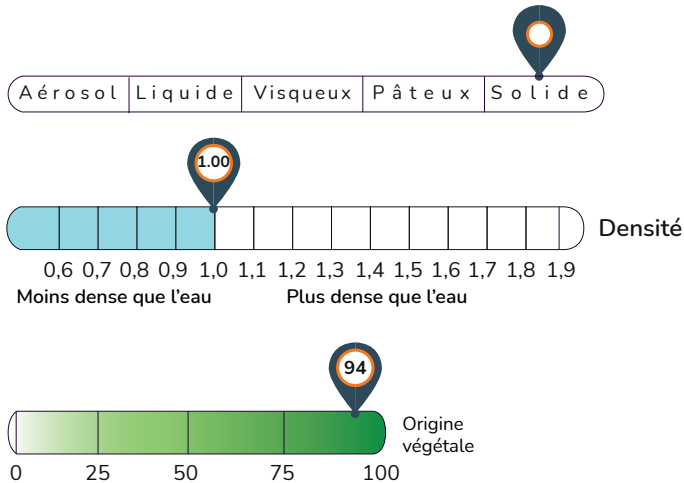 Aérosol Liquide Visqueux Pâteux Solide
1.00
Densité
0,6 0,7 0,8 0,9 1,0 1,1 1,2 1,3 1,4 1,5 1,6 1,7 1,8 1,9
Moins dense que l'eau Plus dense que l'eau
94
Origine
végétale
0 25 50 75 100